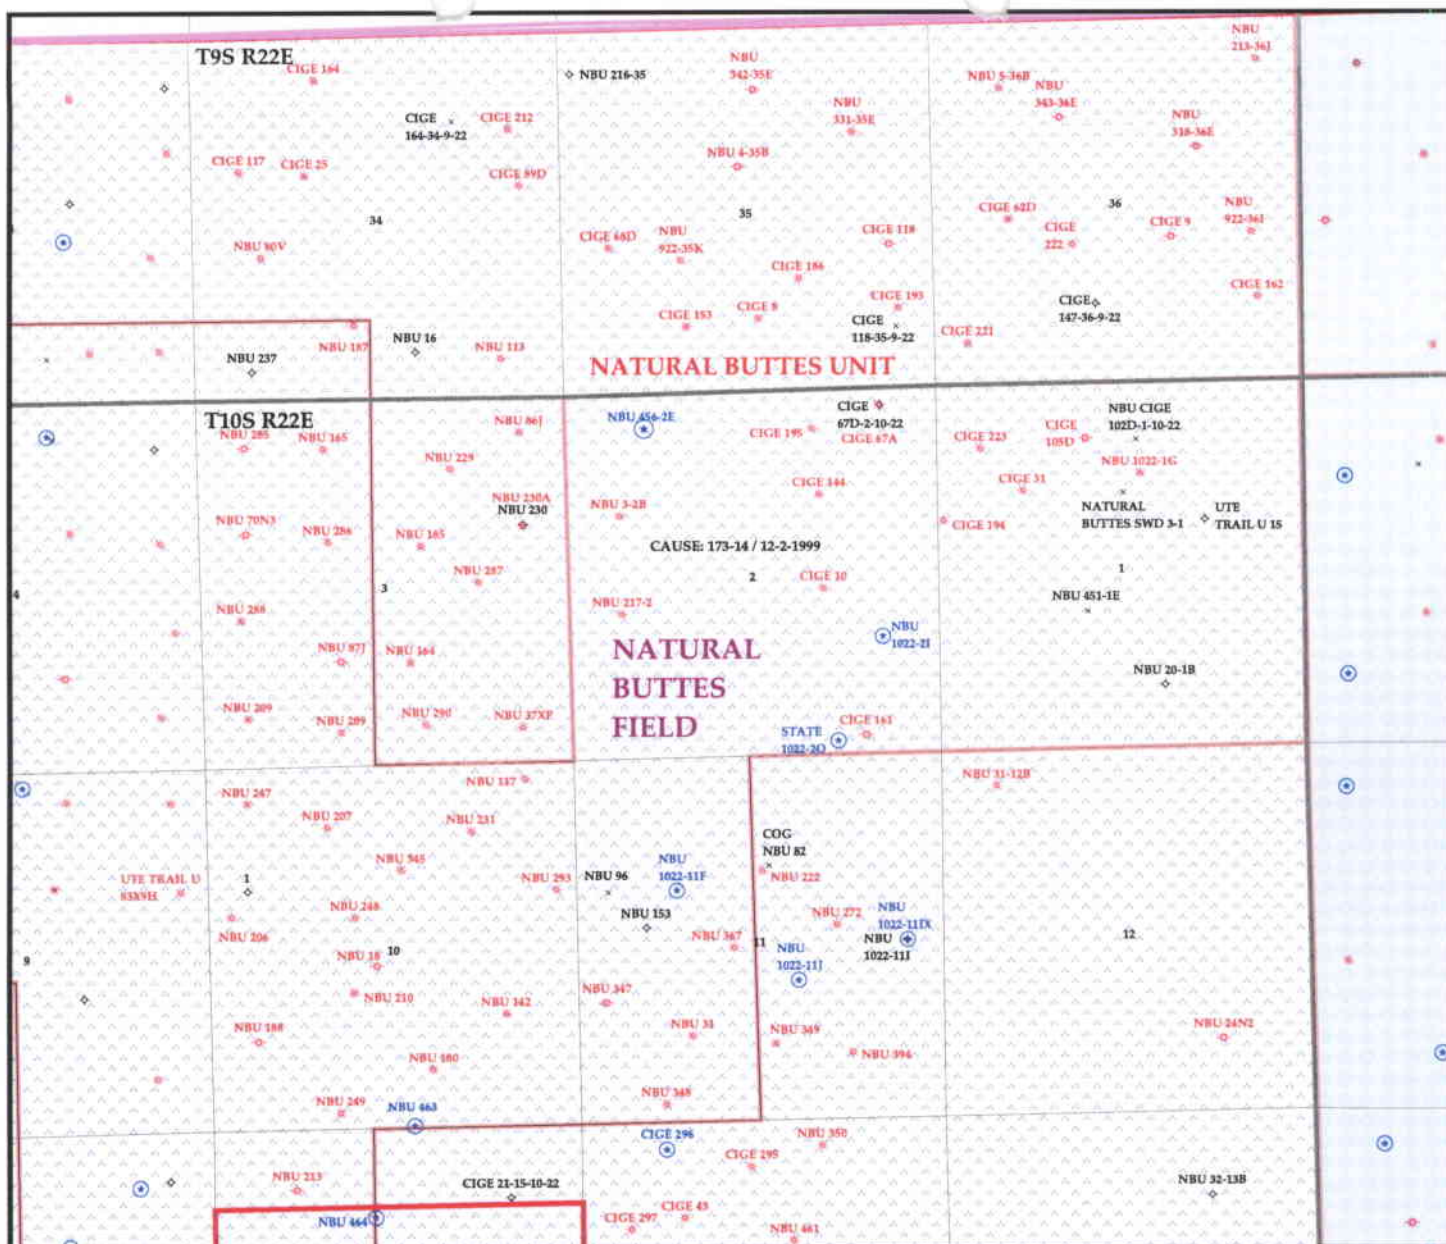 T9S R22E
CIGE 164
NBU 216-35
NBU
342-35E
NBU 5-36B
NBU
343-36E
NBU
213-36J
CIGE
164-34-9-22
CIGE 212
NBU
331-35E
NBU
318-36E
CIGE 117
CIGE 25
CIGE 89D
NBU 4-35B
34
35
36
CIGE 62D
CIGE
222
CIGE 9
NBU
922-36I
NBU 80V
CIGE 68D
NBU
922-35K
CIGE 118
CIGE 186
CIGE 193
CIGE 162
CIGE 153
CIGE 8
CIGE
118-35-9-22
CIGE
147-36-9-22
CIGE 221
NBU 187
NBU 16
NBU 113
NBU 237
NATURAL BUTTES UNIT
T10S R22E
NBU 285
NBU 165
NBU 86J
NBU 229
NBU 456-2E
CIGE 195
CIGE
67D-2-10-22
CIGE 67A
CIGE 223
CIGE
105D
NBU CIGE
102D-1-10-22
NBU 1022-1G
CIGE 144
CIGE 31
NBU 230A
NBU 230
NBU 3-2B
CIGE 194
NATURAL
BUTTES SWD 3-1
UTE
TRAIL U 15
NBU 70N3
NBU 286
NBU 185
CAUSE: 173-14 / 12-2-1999
4
3
NBU 287
2
CIGE 10
1
NBU 288
NBU 217-2
NBU 451-1E
NBU
1022-2I
NBU 87J
NBU 164
NATURAL
BUTTES
FIELD
NBU 20-1B
NBU 209
NBU 289
NBU 290
NBU 37XP
STATE
1022-2O
CIGE 161
NBU 247
NBU 207
NBU 117
NBU 231
NBU 31-12B
COG
NBU 82
NBU 222
UTE TRAIL U
83X9H
1
NBU 345
NBU 293
NBU 96
NBU
1022-11F
NBU 206
NBU 248
NBU 153
NBU 272
NBU
1022-11IX
9
10
NBU 18
NBU 367
11
NBU
1022-11J
NBU
1022-11I
12
NBU 210
NBU 142
NBU 347
NBU 188
NBU 180
NBU 31
NBU 349
NBU 394
NBU 24N2
NBU 249
NBU 463
NBU 348
CIGE 296
CIGE 295
NBU 350
NBU 213
CIGE 21-15-10-22
NBU 32-13B
NBU 464
CIGE 297
CIGE 43
NBU 461